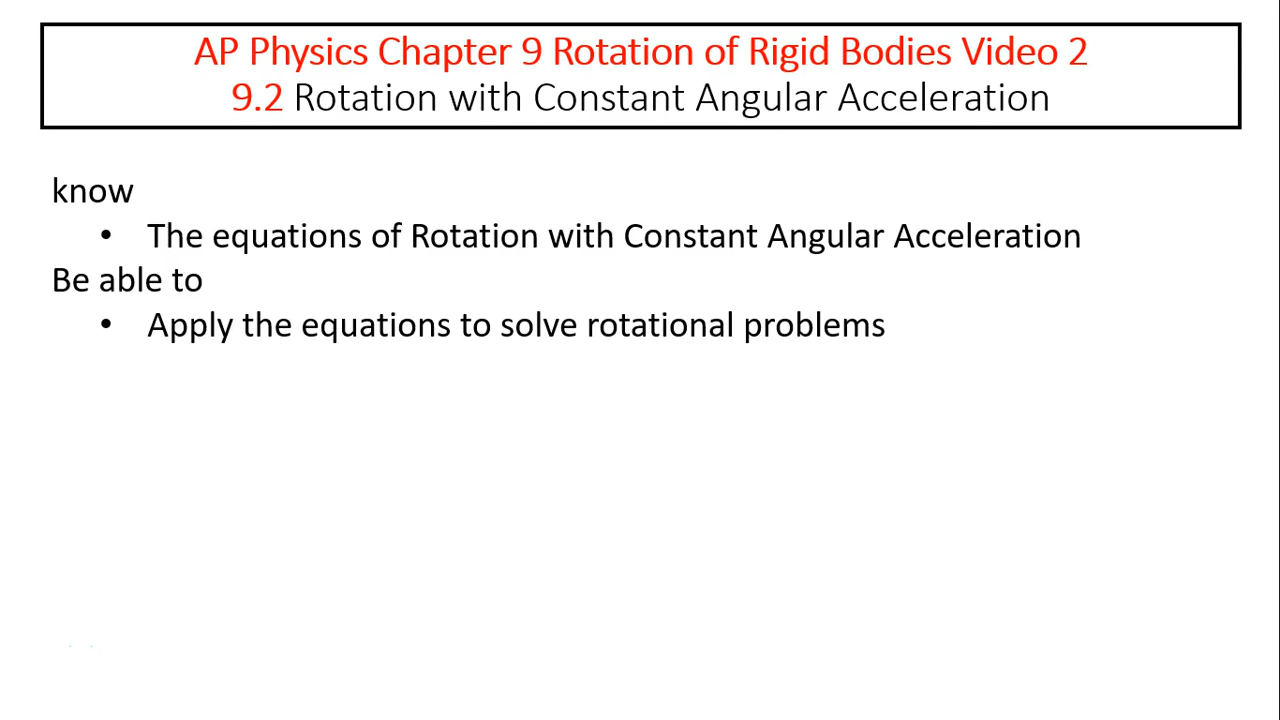 AP Physics Chapter 9 Rotation of Rigid Bodies Video 2
9.2 Rotation with Constant Angular Acceleration
know
• The equations of Rotation with Constant Angular Acceleration
Be able to
• Apply the equations to solve rotational problems